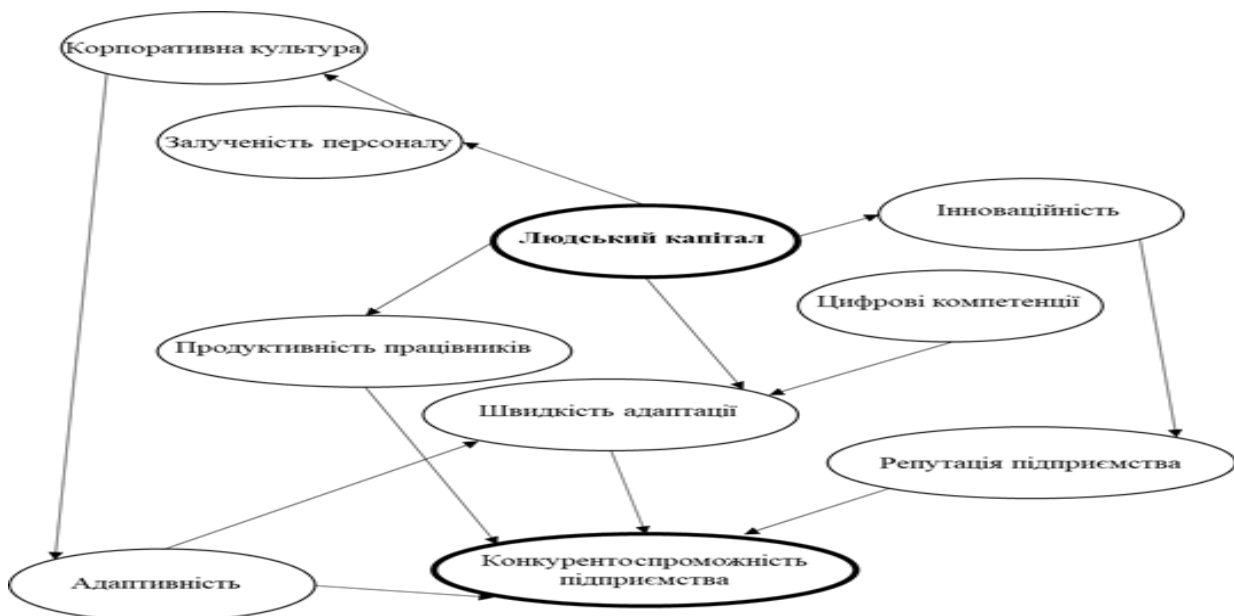 Корпоративна культура
Залученість персоналу
Інноваційність
Людський капітал
Цифрові компетенції
Продуктивність працівників
Швидкість адаптації
Репутація підприємства
Конкурентоспроможність
підприємства
Адаптивність